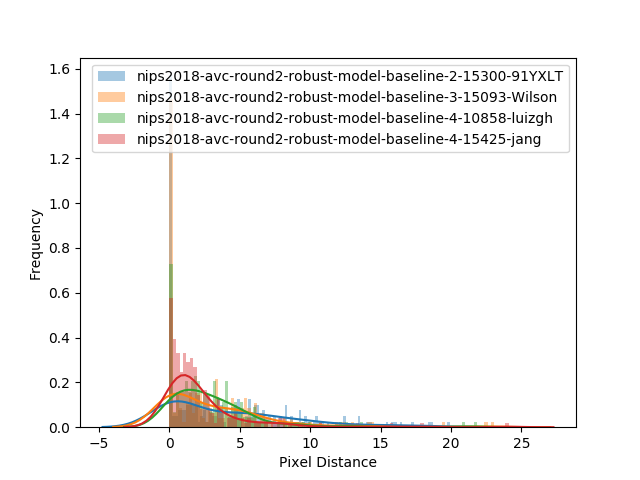 nips2018-avc-round2-robust-model-baseline-2-15300-91YXLT
nips2018-avc-round2-robust-model-baseline-3-15093-Wilson
nips2018-avc-round2-robust-model-baseline-4-10858-luizgh
nips2018-avc-round2-robust-model-baseline-4-15425-jang
1.6
1.4
1.2
1.0
0.8
0.6
0.4
0.2
0.0
Frequency
−5 0 5 10 15 20 25
Pixel Distance